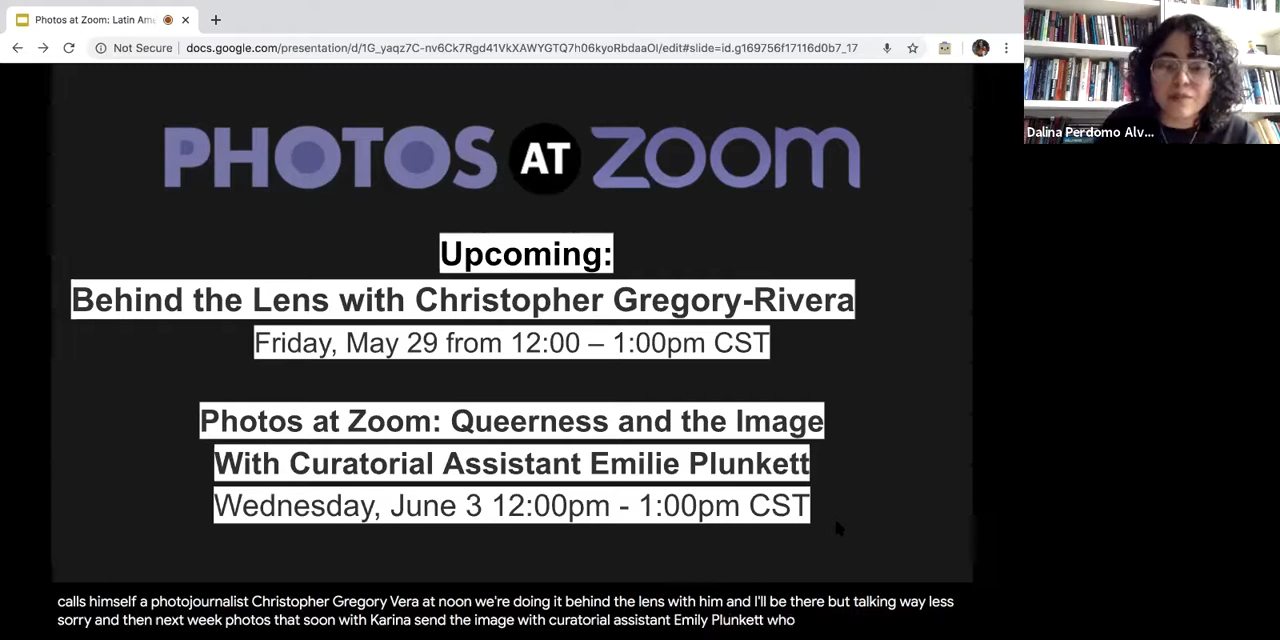 Photos at Zoom: Latin Ame
Not Secure
docs.google.com/presentation/d/1G_yaqz7C-nv6Ck7Rgd41VkXAWYGTQ7h06kyoRbdaaOI/edit#slide=id.g169756f17116d0b7_17
Dalina Perdomo Alv...
PHOTOS AT ZOOM
Upcoming:
Behind the Lens with Christopher Gregory-Rivera
Friday, May 29 from 12:00 – 1:00pm CST
Photos at Zoom: Queerness and the Image
With Curatorial Assistant Emilie Plunkett
Wednesday, June 3 12:00pm - 1:00pm CST
calls himself a photojournalist Christopher Gregory Vera at noon we're doing it behind the lens with him and I'll be there but talking way less
sorry and then next week photos that soon with Karina send the image with curatorial assistant Emily Plunkett who